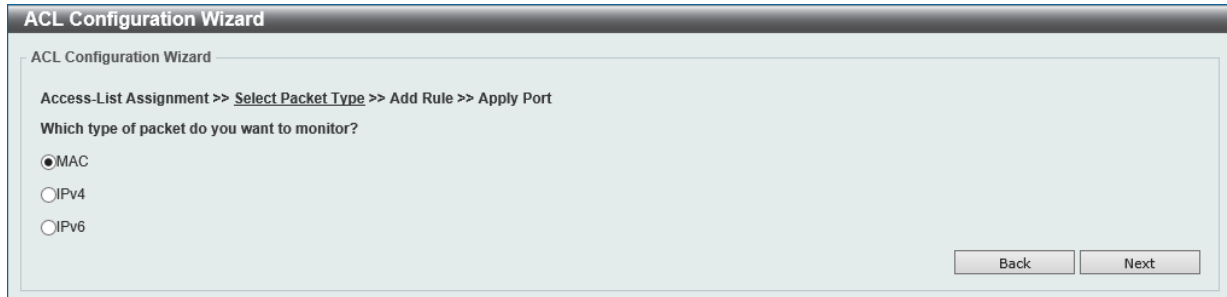 ACL Configuration Wizard
ACL Configuration Wizard
Access-List Assignment >> Select Packet Type >> Add Rule >> Apply Port
Which type of packet do you want to monitor?
MAC
IPv4
IPv6
Back Next